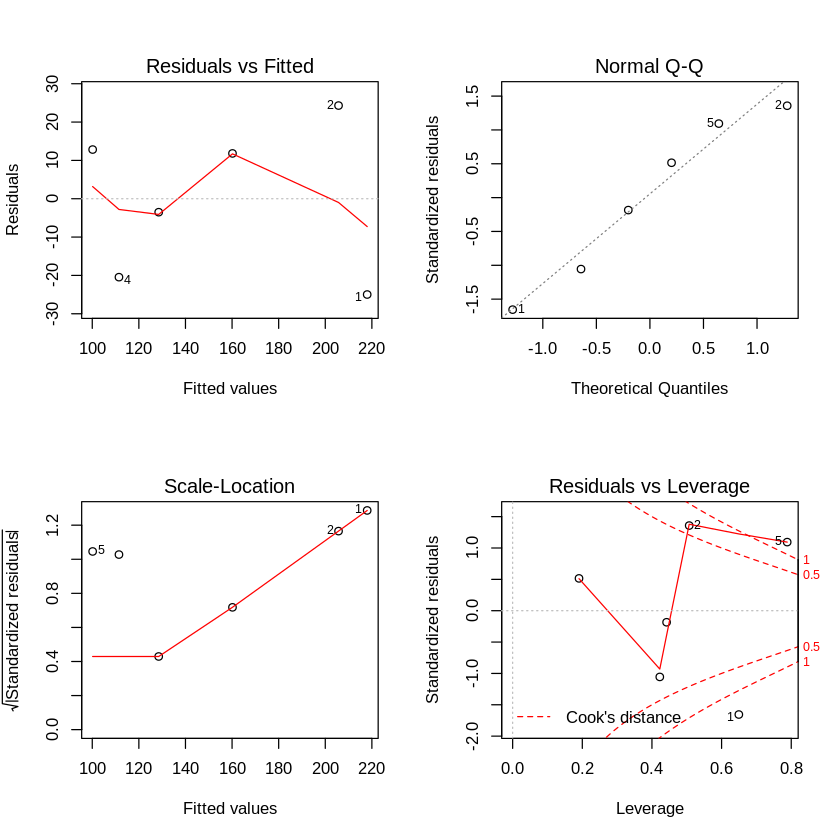 Residuals vs Fitted
Residuals
30
20
10
0
-10
-20
-30
2
4
1
100 120 140 160 180 200 220
Fitted values
Normal Q-Q
Standardized residuals
1.5
0.5
-0.5
-1.5
2
5
1
-1.0 -0.5 0.0 0.5 1.0
Theoretical Quantiles
Scale-Location
√|Standardized residuals|
1.2
0.8
0.4
0.0
1
2
5
100 120 140 160 180 200 220
Fitted values
Residuals vs Leverage
Standardized residuals
1.0
0.0
-1.0
-2.0
2
5
1
0.5
0.5
1
1
Cook's distance
0.0 0.2 0.4 0.6 0.8
Leverage